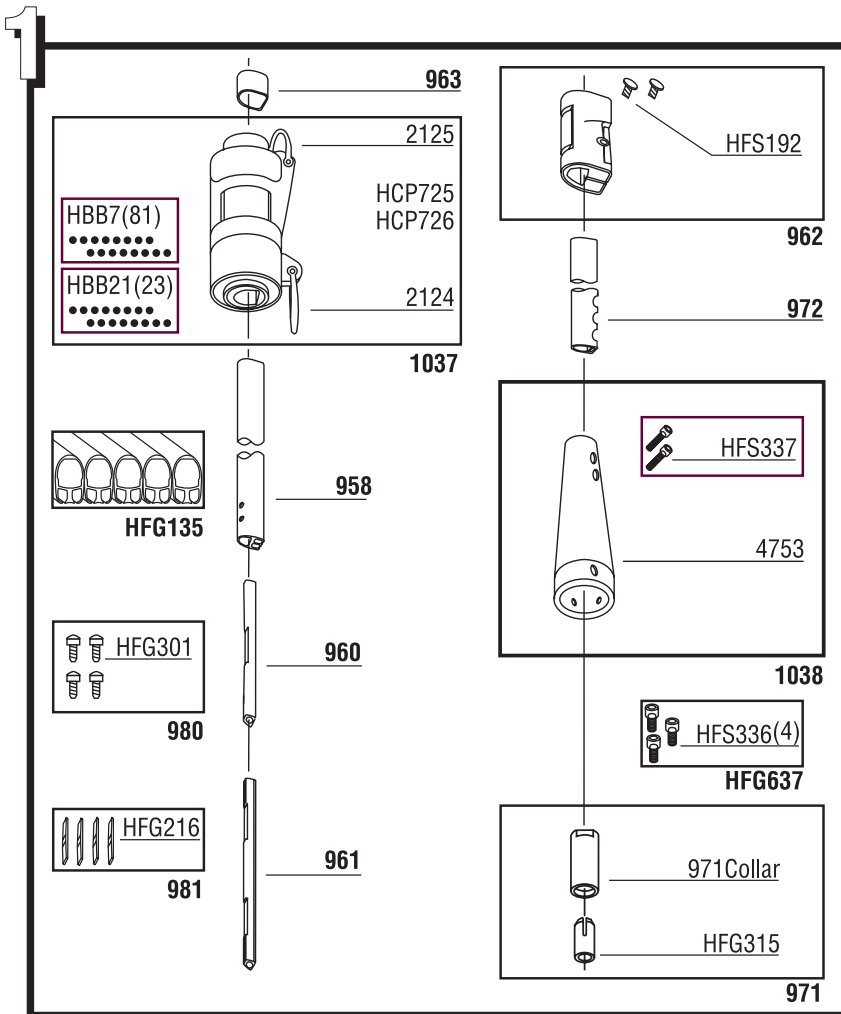 1
963
2125
HCP725
HCP726
HBB7(81)
HBB21(23)
2124
1037
HFG135
958
HFG301
980
960
HFG216
981
961
HFS192
962
972
HFS337
4753
1038
HFS336(4)
HFG637
971Collar
HFG315
971